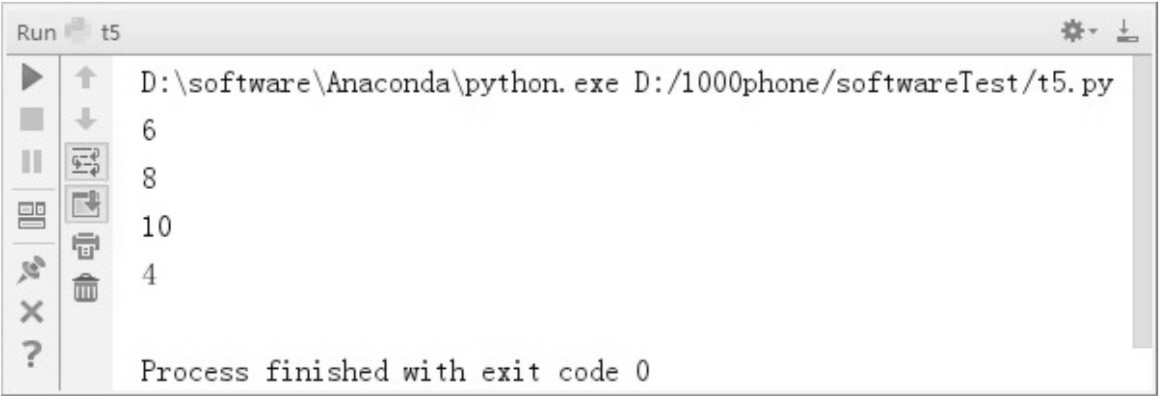 Run t5
D:\software\Anaconda\python.exe D:/1000phone/softwareTest/t5.py
6
8
10
4
Process finished with exit code 0